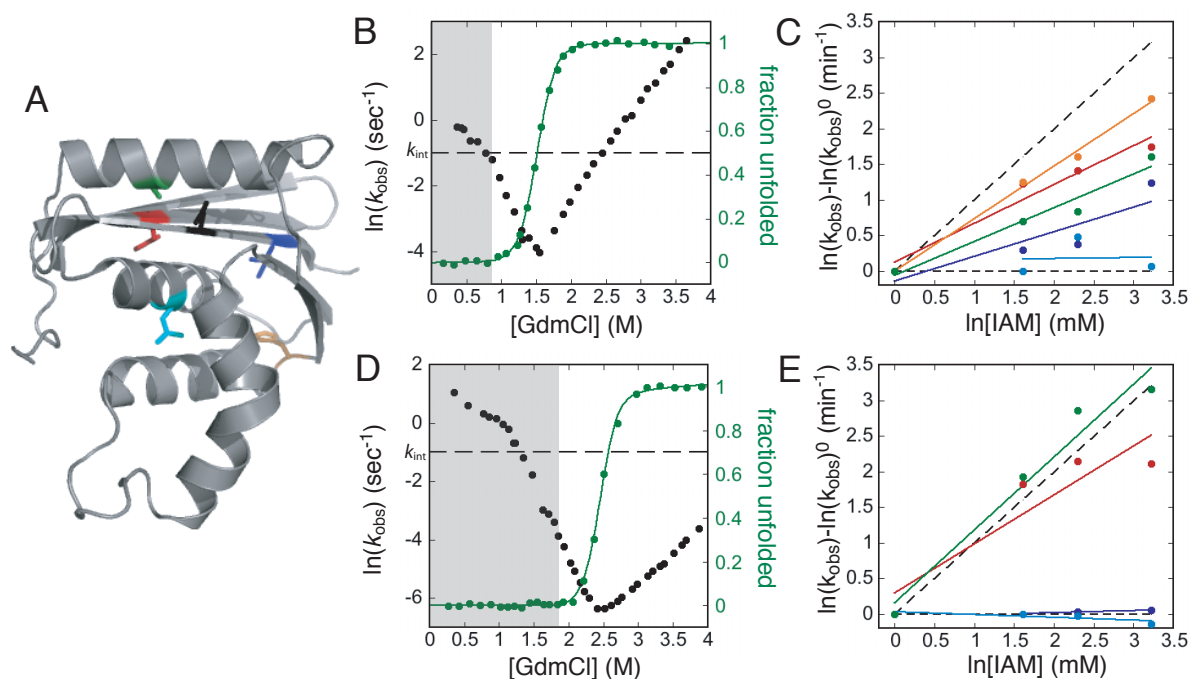 A
B
ln(kobs) (sec-1)
2
0
kint
-2
-4
1
0.8
0.6
0.4
0.2
0
fraction unfolded
0 0.5 1 1.5 2 2.5 3 3.5 4
[GdmCl] (M)
C
ln(kobs)-ln(kobs)0 (min-1)
3.5
3
2.5
2
1.5
1
0.5
0
0 0.5 1 1.5 2 2.5 3 3.5
ln[IAM] (mM)
D
ln(kobs) (sec-1)
2
0
kint
-2
-4
-6
1
0.8
0.6
0.4
0.2
0
fraction unfolded
0 0.5 1 1.5 2 2.5 3 3.5 4
[GdmCl] (M)
E
ln(kobs)-ln(kobs)0 (min-1)
3.5
3
2.5
2
1.5
1
0.5
0
0 0.5 1 1.5 2 2.5 3 3.5
ln[IAM] (mM)